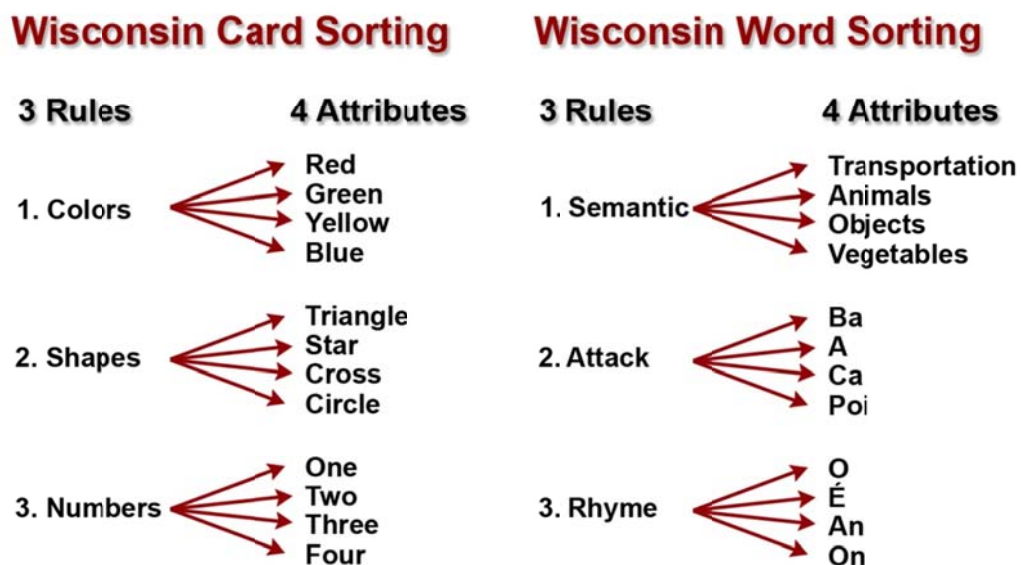 Wisconsin Card Sorting
3 Rules
4 Attributes
1. Colors
Red
Green
Yellow
Blue
2. Shapes
Triangle
Star
Cross
Circle
3. Numbers
One
Two
Three
Four
Wisconsin Word Sorting
3 Rules
4 Attributes
1. Semantic
Transportation
Animals
Objects
Vegetables
2. Attack
Ba
A
Ca
Poi
3. Rhyme
O
É
An
On